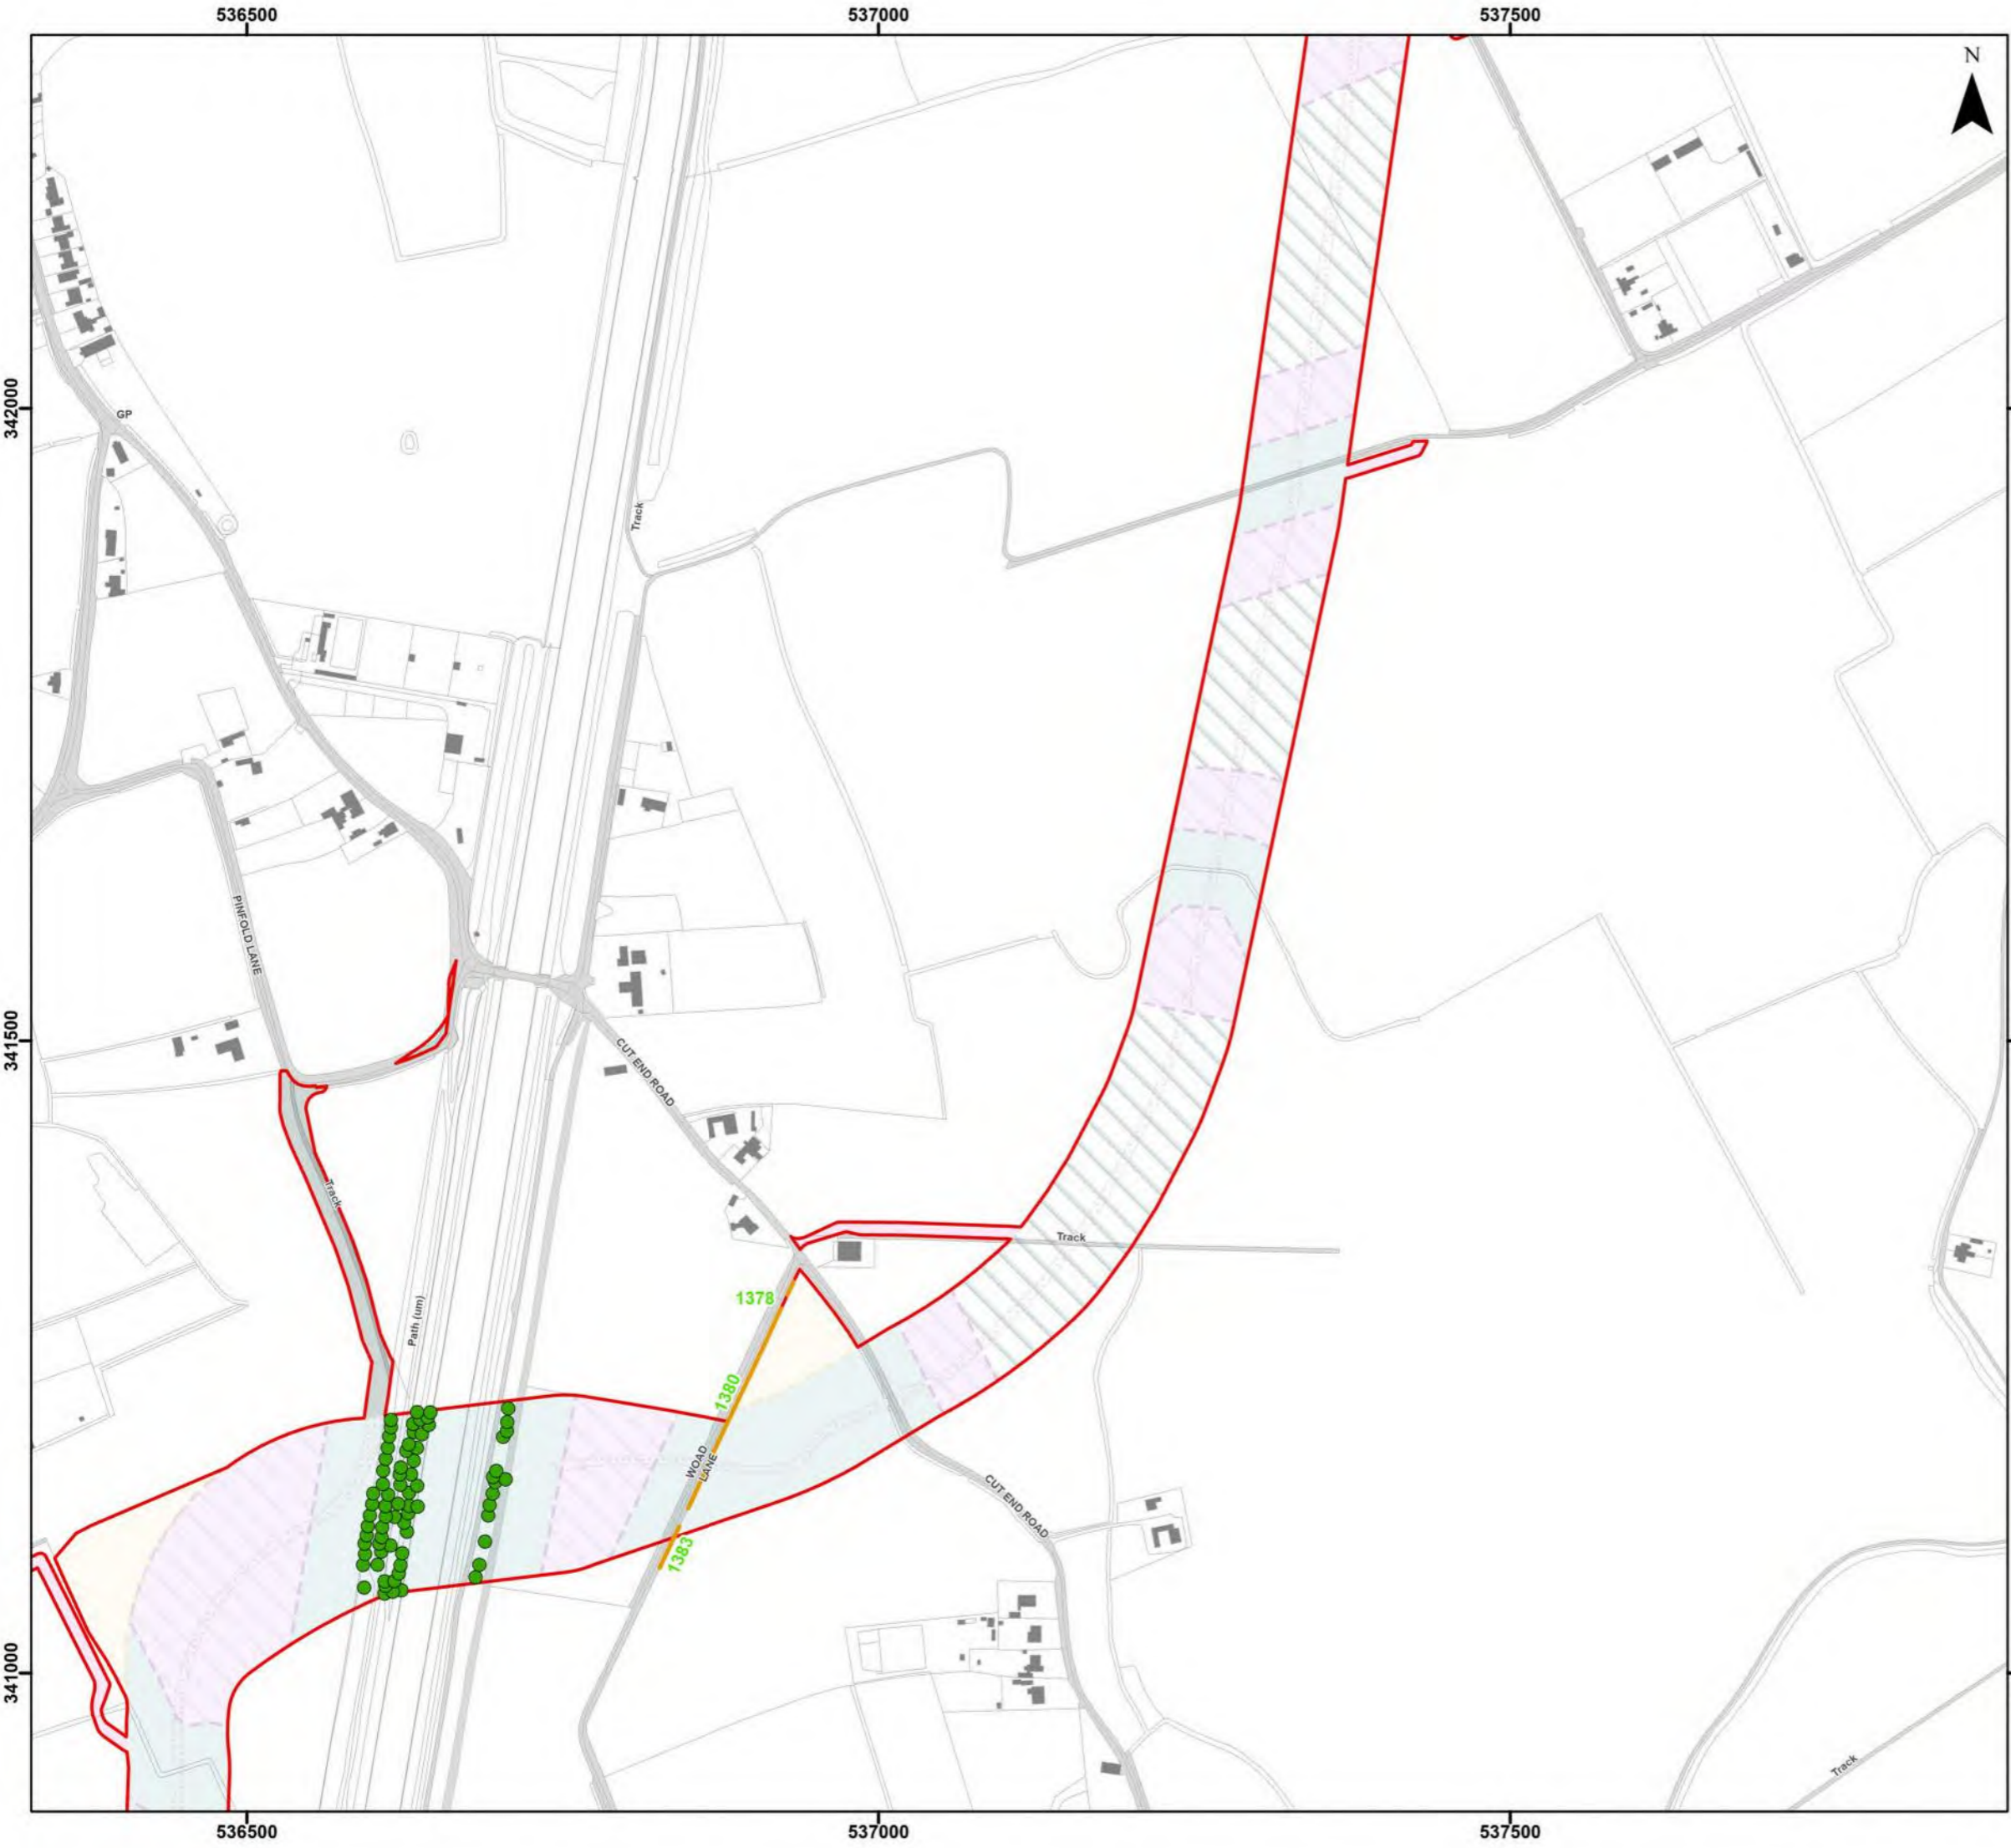 536500
537000
537500
N
342000
GP
Track
PINFOLD LANE
341500
CUT END ROAD
Track
Track
1378
Path (um)
1380
WOAD
LANE
CUT END ROAD
1383
341000
Track
536500
537000
537500